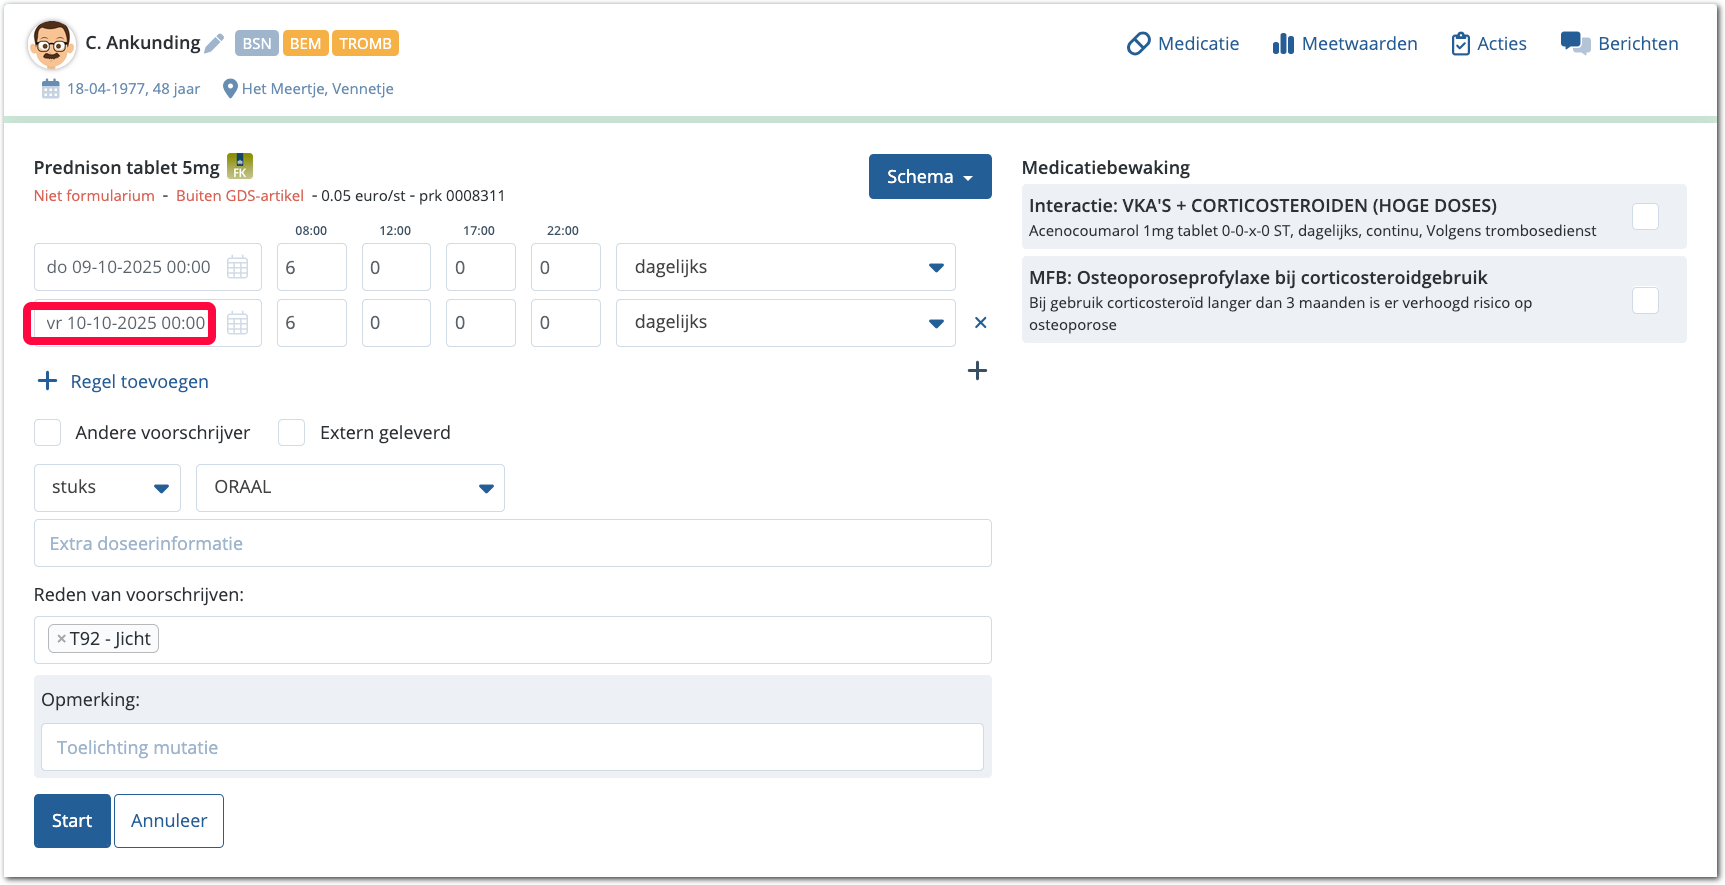 C. Ankunding BSN BEM TROMB
Medicatie Meetwaarden Acties Berichten
18-04-1977, 48 jaar Het Meertje, Vennetje
Prednison tablet 5mg FK
Niet formularium - Buiten GDS-artikel - 0.05 euro/st - prk 0008311
Schema
08:00 12:00 17:00 22:00
do 09-10-2025 00:00 6 0 0 0 dagelijks
vr 10-10-2025 00:00 6 0 0 0 dagelijks ×
+ Regel toevoegen +
Andere voorschrijver Extern geleverd
stuks ORAAL
Extra doseerinformatie
Reden van voorschrijven:
× T92 - Jicht
Opmerking:
Toelichting mutatie
Start Annuleer
Medicatiebewaking
Interactie: VKA'S + CORTICOSTEROIDEN (HOGE DOSES)
Acenocoumarol 1mg tablet 0-0-x-0 ST, dagelijks, continu, Volgens trombosedienst
MFB: Osteoporoseprofylaxe bij corticosteroidgebruik
Bij gebruik corticosteroïd langer dan 3 maanden is er verhoogd risico op
osteoporose